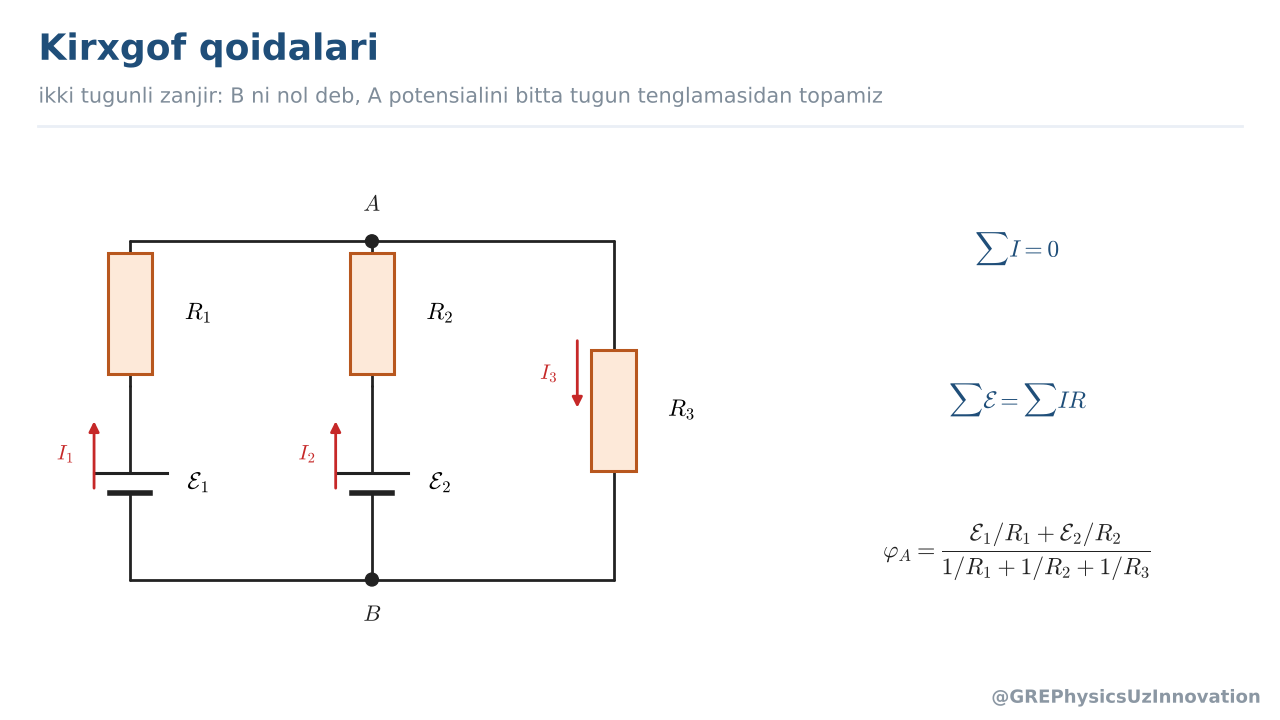 Kirxgof qoidalari
ikki tugunli zanjir: B ni nol deb, A potensialini bitta tugun tenglamasidan topamiz
A
R₁
R₂
I₃
R₃
I₁
ℰ₁
I₂
ℰ₂
B
∑I = 0
∑ℰ = ∑IR
φ_A = (ℰ₁/R₁ + ℰ₂/R₂) / (1/R₁ + 1/R₂ + 1/R₃)
@GREPhysicsUzInnovation